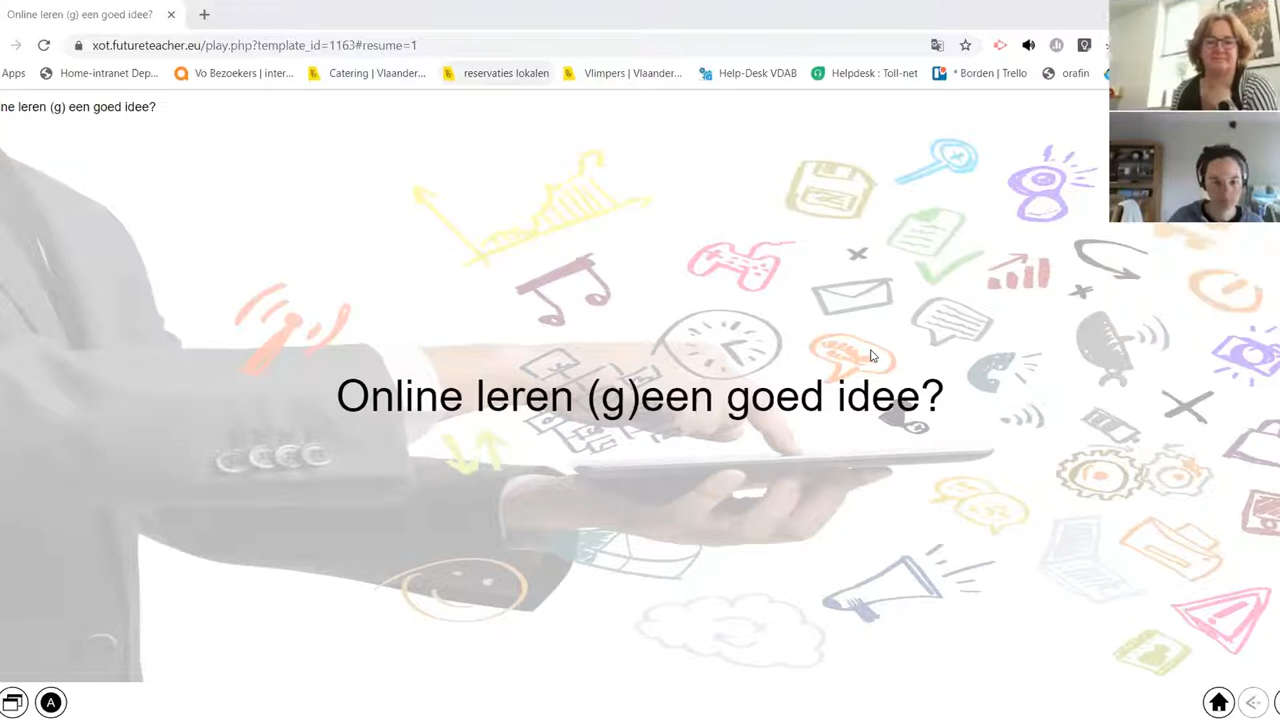 Online leren (g) een goed idee?
xot.futureteacher.eu/play.php?template_id=1163#resume=1
Apps Home-intranet Dep... Vo Bezoekers | inter... Catering | Vlaander... reservaties lokalen Vlimpers | Vlaander... Help-Desk VDAB Helpdesk : Toll-net * Borden | Trello orafin
ne leren (g) een goed idee?
Online leren (g)een goed idee?
A